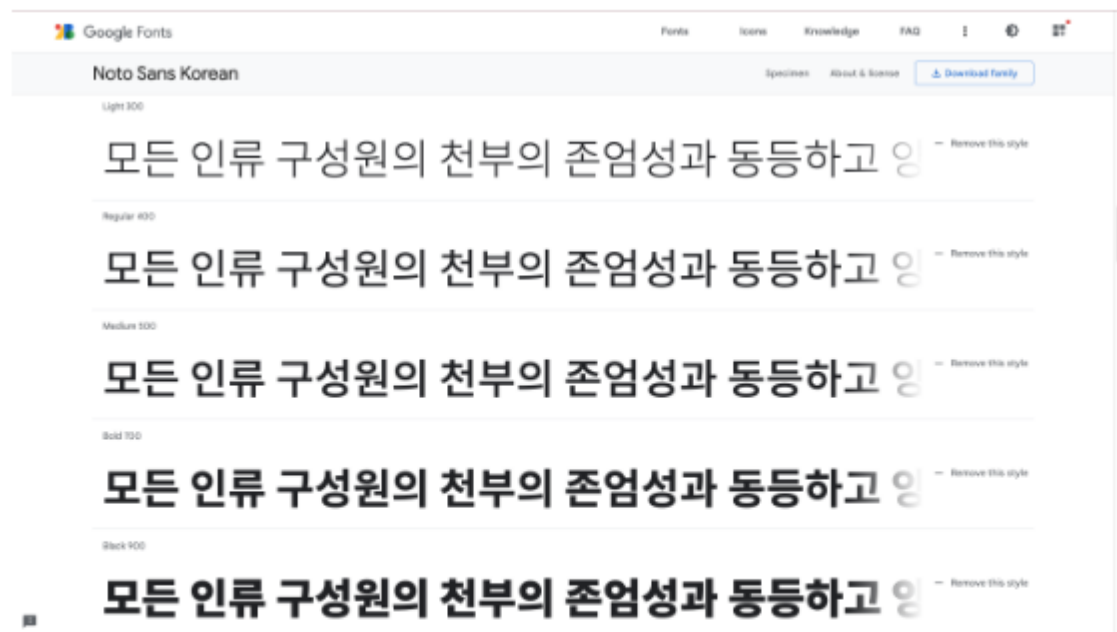 Google Fonts
Fonts Icons Knowledge FAQ
Noto Sans Korean
Specimen About & license Download family
Light 300
모든 인류 구성원의 천부의 존엄성과 동등하고
Remove this style
Regular 400
모든 인류 구성원의 천부의 존엄성과 동등하고
Remove this style
Medium 500
모든 인류 구성원의 천부의 존엄성과 동등하고
Remove this style
Bold 700
모든 인류 구성원의 천부의 존엄성과 동등하고
Remove this style
Black 900
모든 인류 구성원의 천부의 존엄성과 동등하고
Remove this style